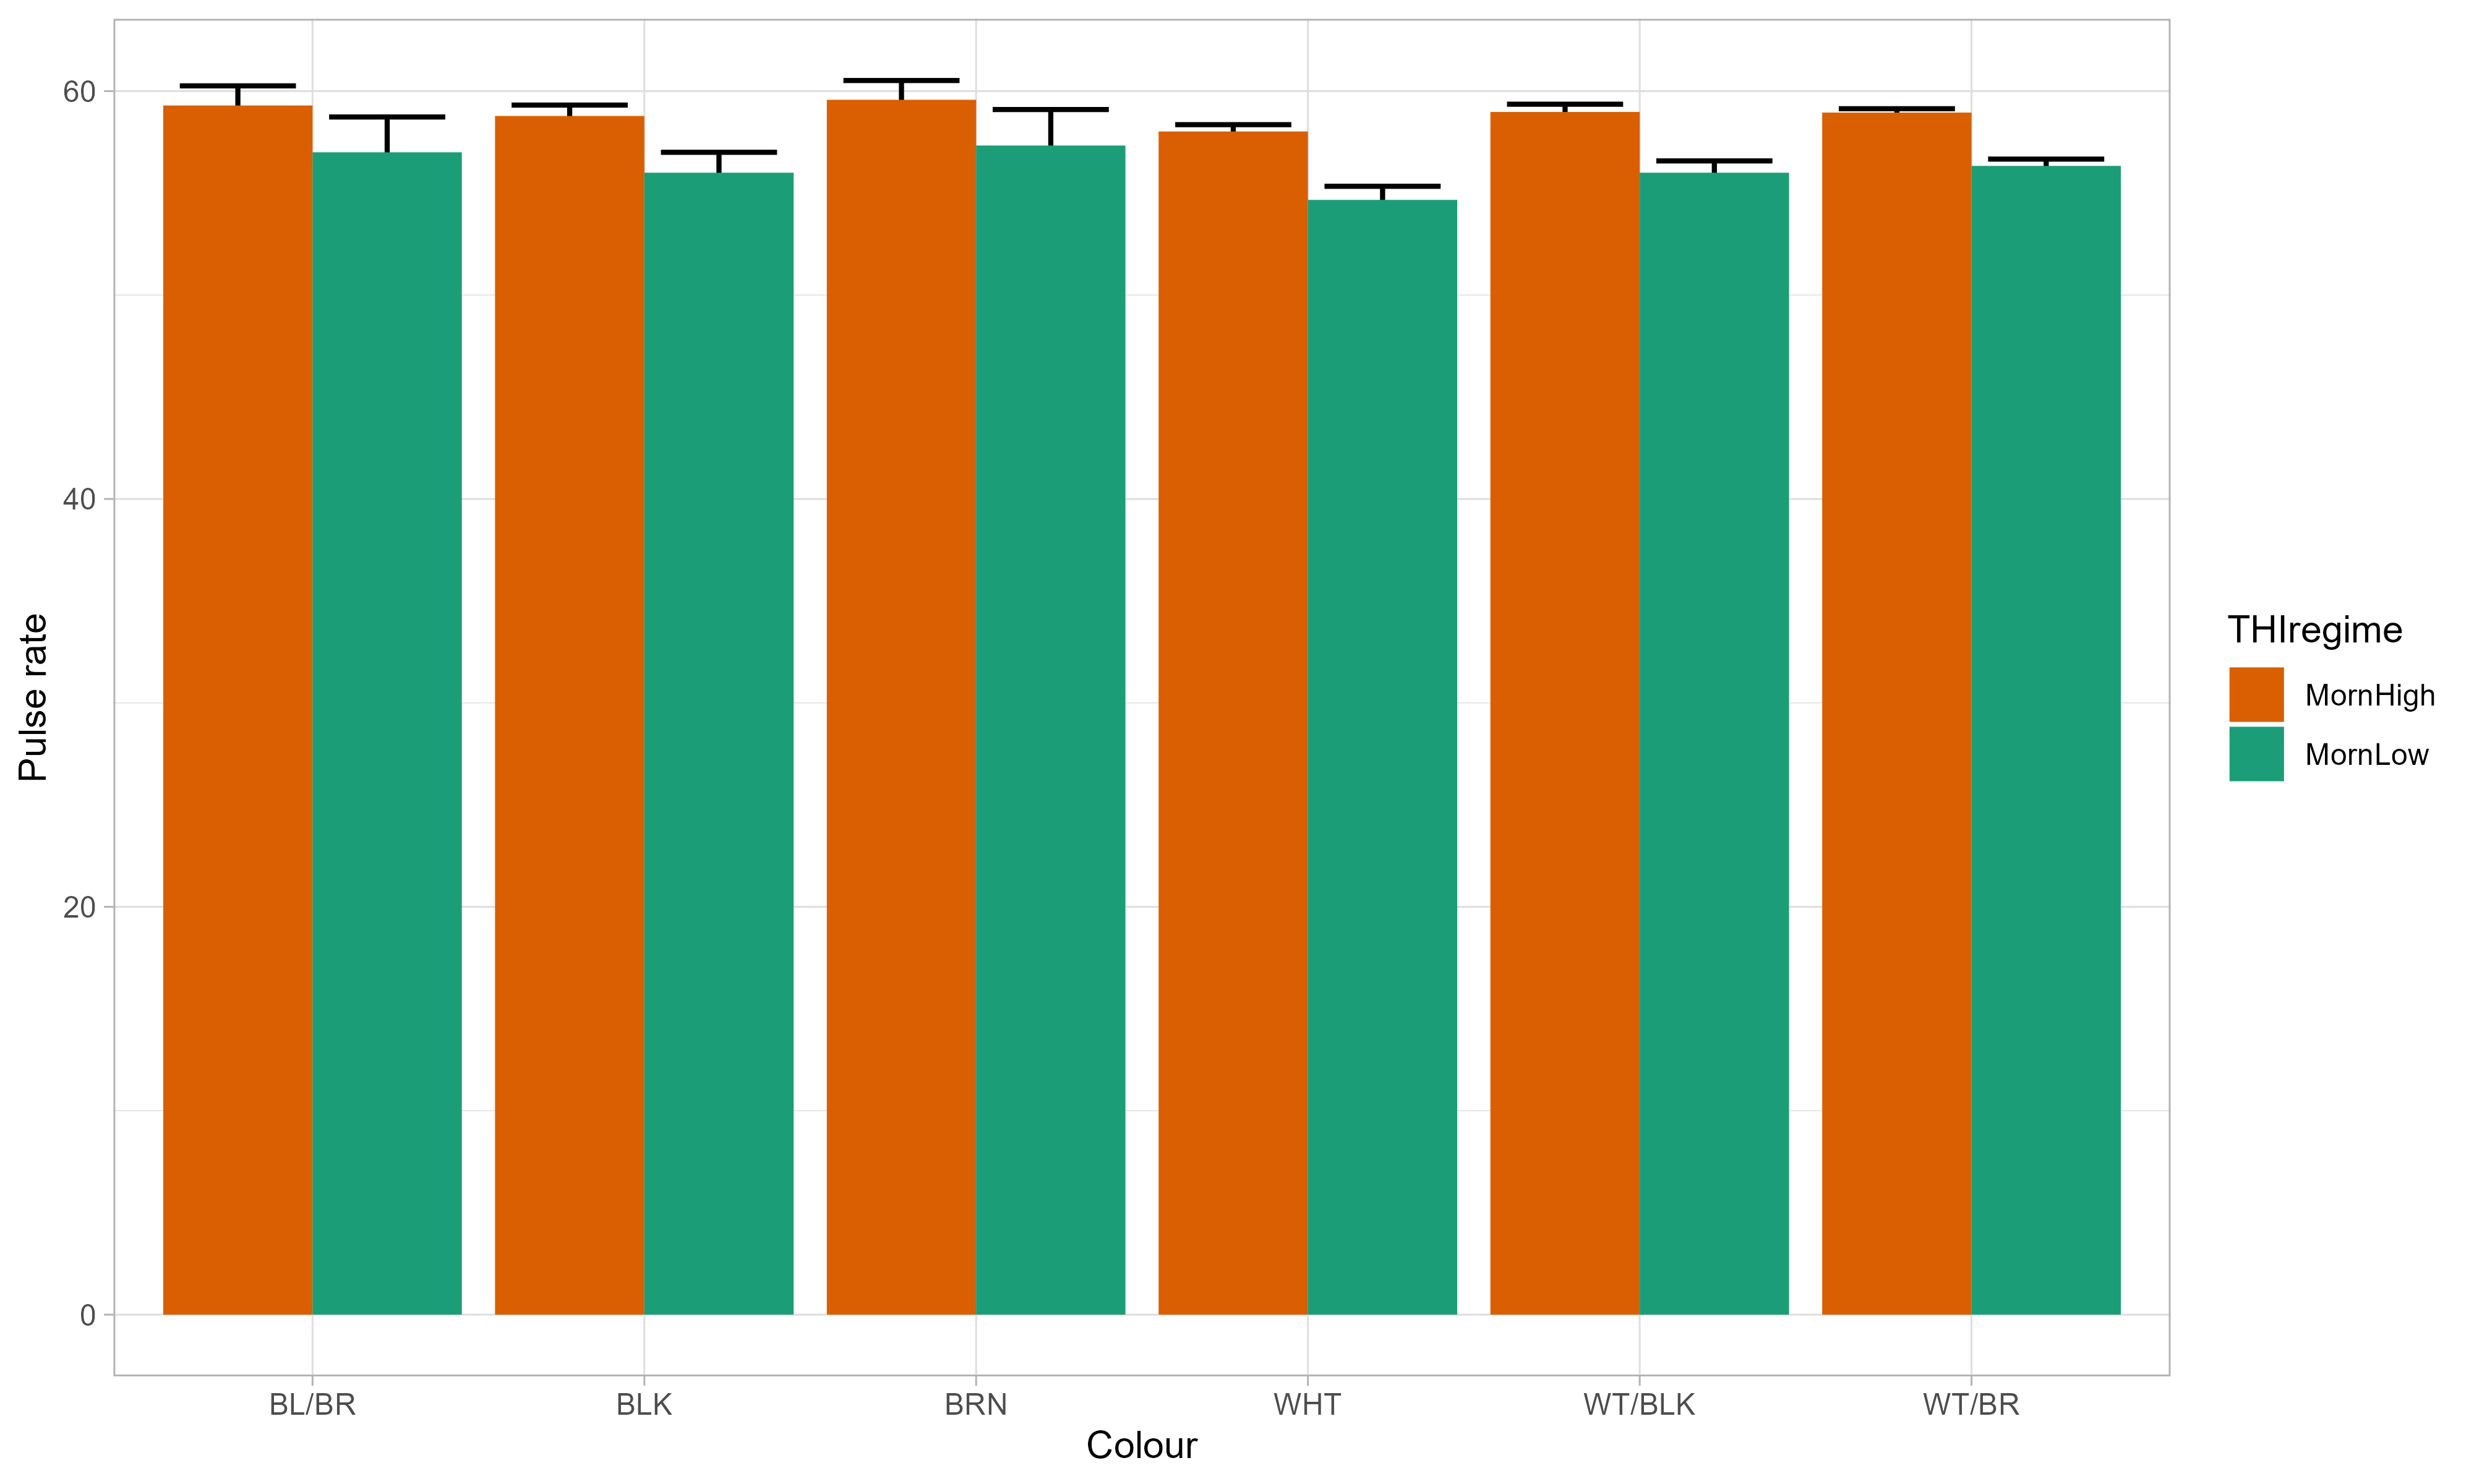 60
40
20
0
Pulse rate
BL/BR BLK BRN WHT WT/BLK WT/BR
Colour
THIregime
MornHigh
MornLow